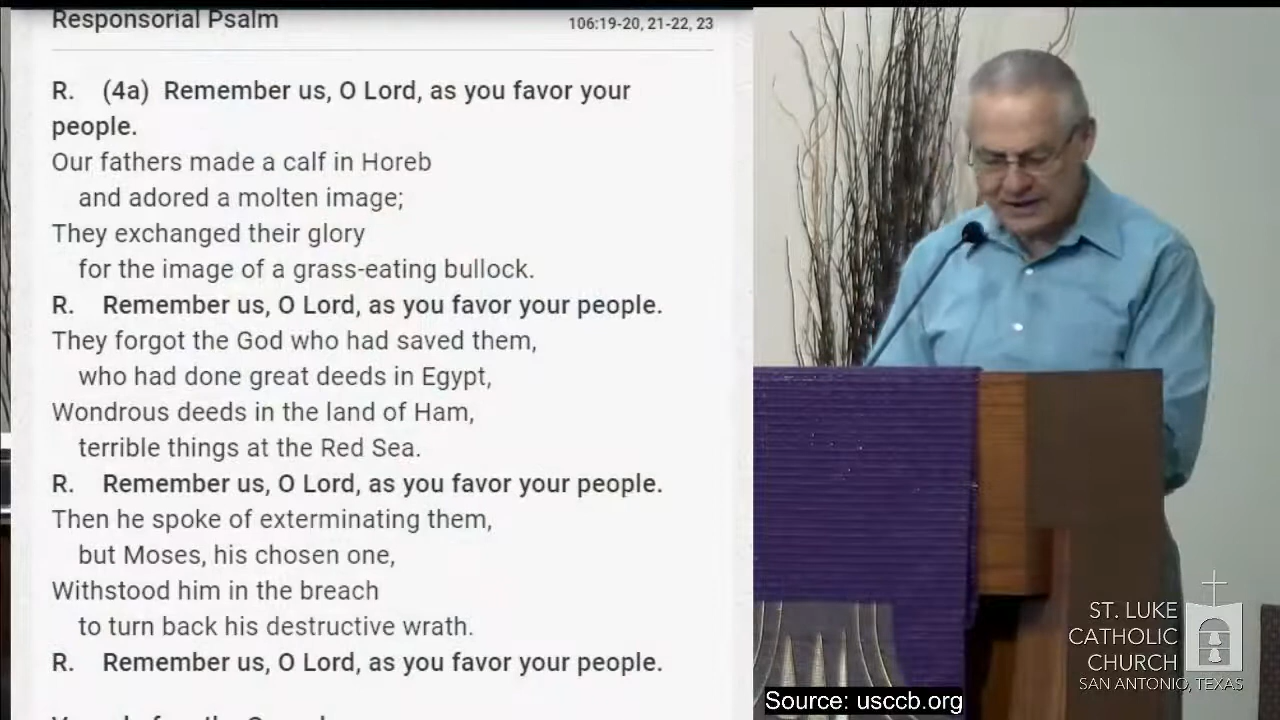 Responsorial Psalm
106:19-20, 21-22, 23
R. (4a) Remember us, O Lord, as you favor your
people.
Our fathers made a calf in Horeb
and adored a molten image;
They exchanged their glory
for the image of a grass-eating bullock.
R. Remember us, O Lord, as you favor your people.
They forgot the God who had saved them,
who had done great deeds in Egypt,
Wondrous deeds in the land of Ham,
terrible things at the Red Sea.
R. Remember us, O Lord, as you favor your people.
Then he spoke of exterminating them,
but Moses, his chosen one,
Withstood him in the breach
to turn back his destructive wrath.
R. Remember us, O Lord, as you favor your people.
ST. LUKE
CATHOLIC
CHURCH
SAN ANTONIO, TEXAS
Source: usccb.org